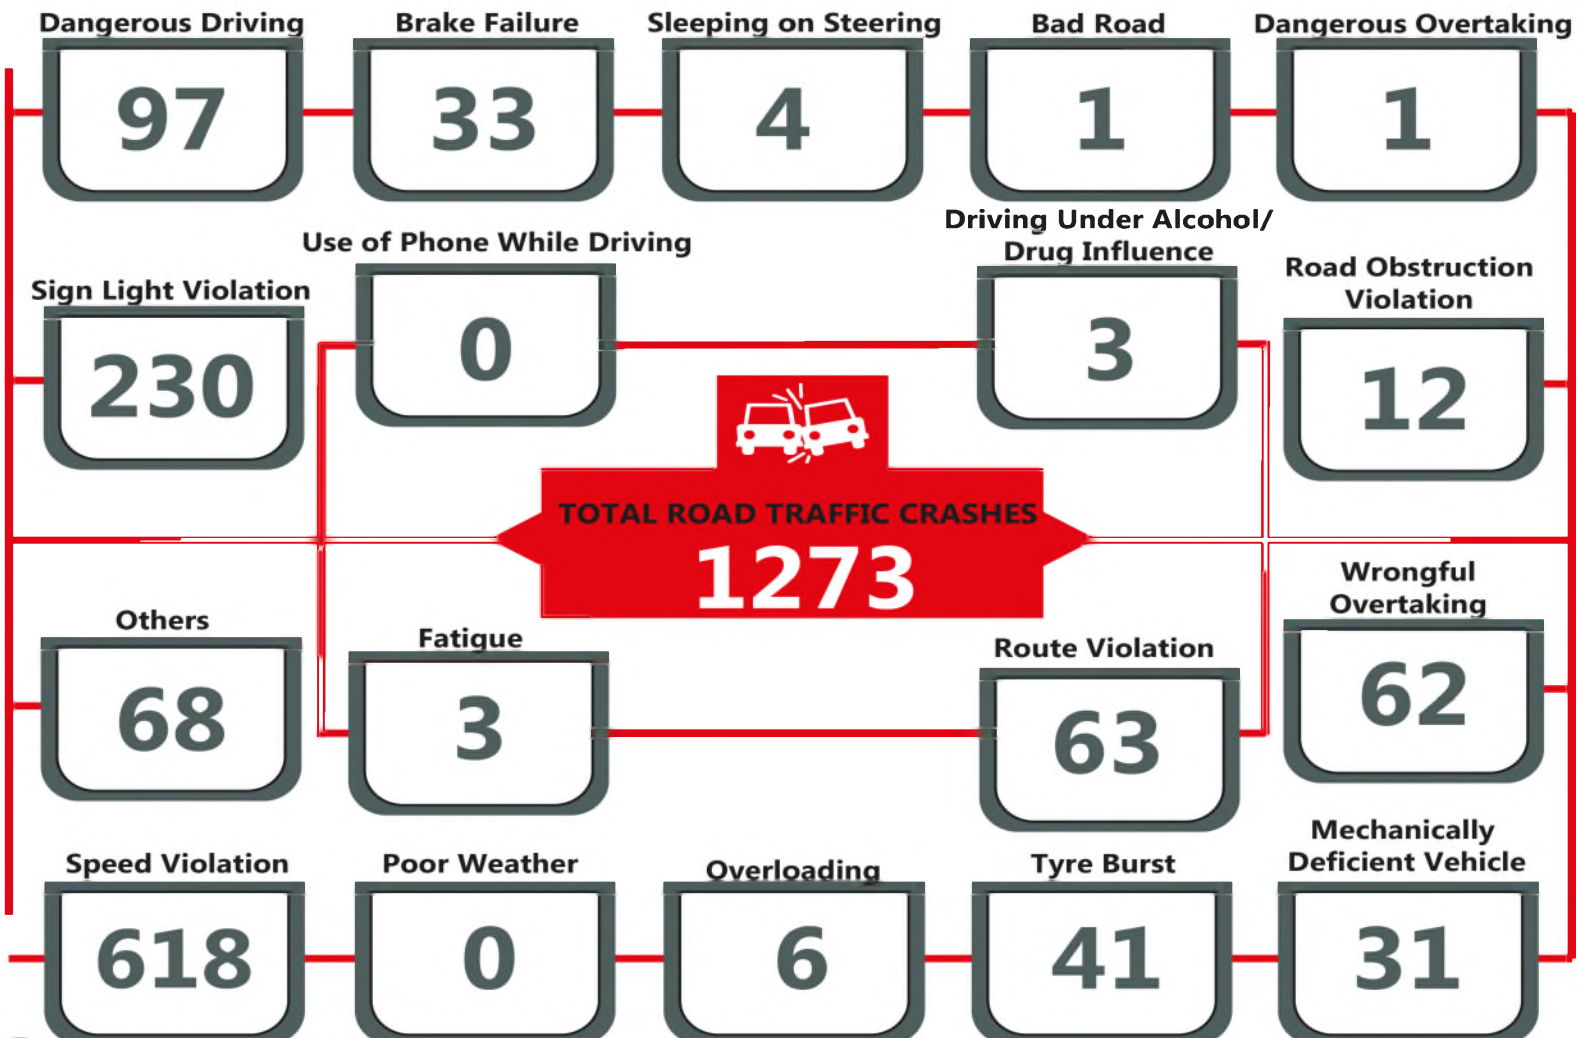 Dangerous Driving
97
Brake Failure
33
Sleeping on Steering
4
Bad Road
1
Dangerous Overtaking
1
Sign Light Violation
230
Use of Phone While Driving
0
Driving Under Alcohol/
Drug Influence
3
Road Obstruction
Violation
12
TOTAL ROAD TRAFFIC CRASHES
1273
Others
68
Fatigue
3
Route Violation
63
Wrongful
Overtaking
62
Speed Violation
618
Poor Weather
0
Overloading
6
Tyre Burst
41
Mechanically
Deficient Vehicle
31